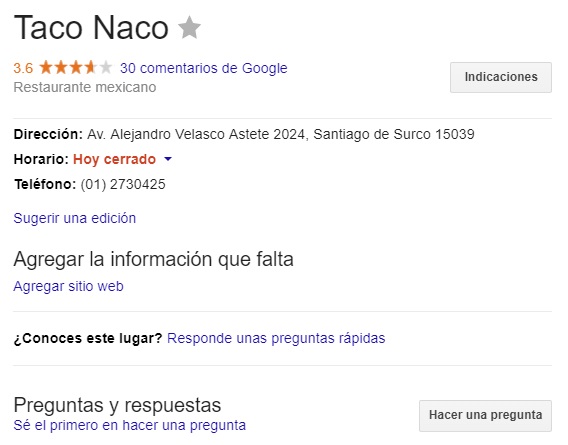 Taco Naco
3.6 30 comentarios de Google
Restaurante mexicano
Indicaciones
Dirección: Av. Alejandro Velasco Astete 2024, Santiago de Surco 15039
Horario: Hoy cerrado
Teléfono: (01) 2730425
Sugerir una edición
Agregar la información que falta
Agregar sitio web
¿Conoces este lugar? Responde unas preguntas rápidas
Preguntas y respuestas
Sé el primero en hacer una pregunta
Hacer una pregunta